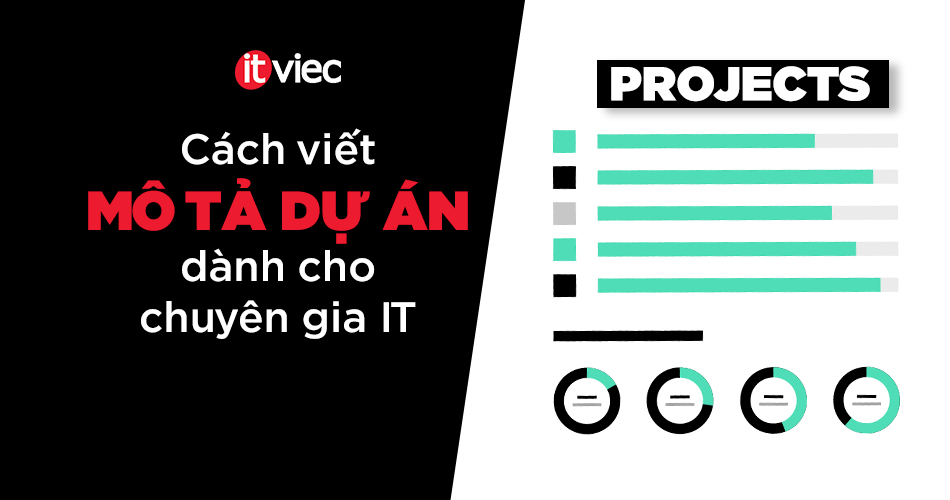 itviec
Cách viết
MÔ TẢ DỰ ÁN
dành cho
chuyên gia IT
PROJECTS